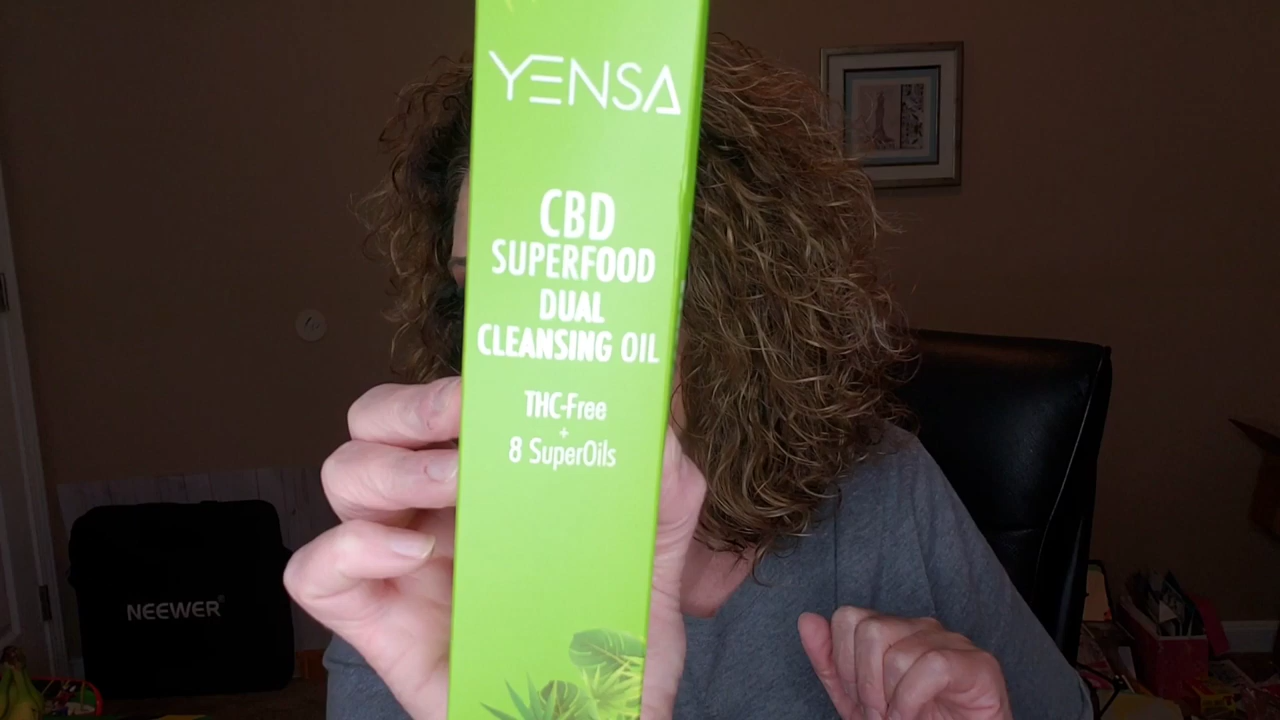 YENSA
CBD
SUPERFOOD
DUAL
CLEANSING OIL
THC-Free
+
8 SuperOils
NEEWER